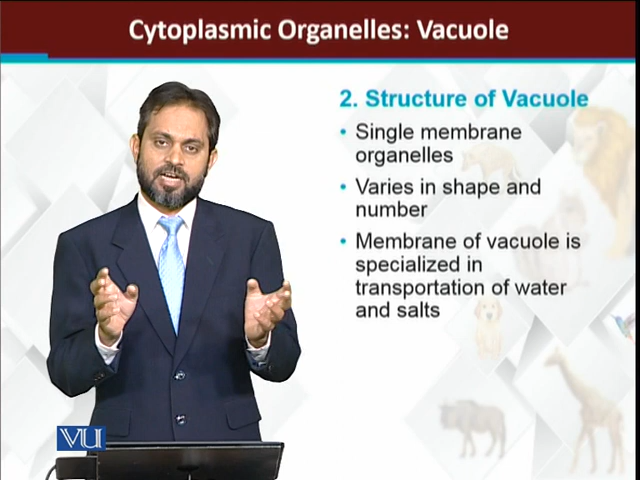 Cytoplasmic Organelles: Vacuole
2. Structure of Vacuole
• Single membrane
organelles
• Varies in shape and
number
• Membrane of vacuole is
specialized in
transportation of water
and salts
VU